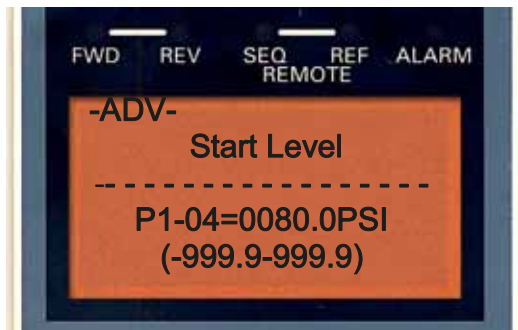 FWD REV SEQ REF ALARM
REMOTE
-ADV-
Start Level
-- - - - - - - - - - - - - - - - - -
P1-04=0080.0PSI
(-999.9-999.9)